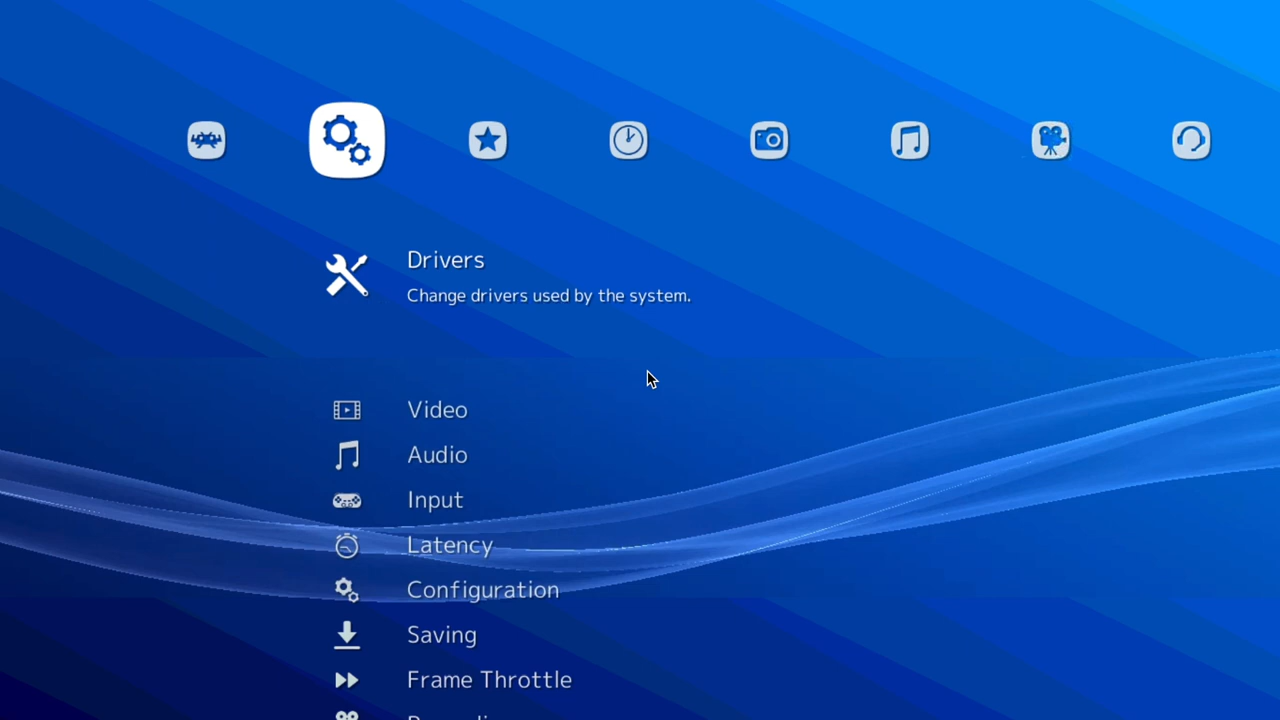 Drivers
Change drivers used by the system.
Video
Audio
Input
Latency
Configuration
Saving
Frame Throttle